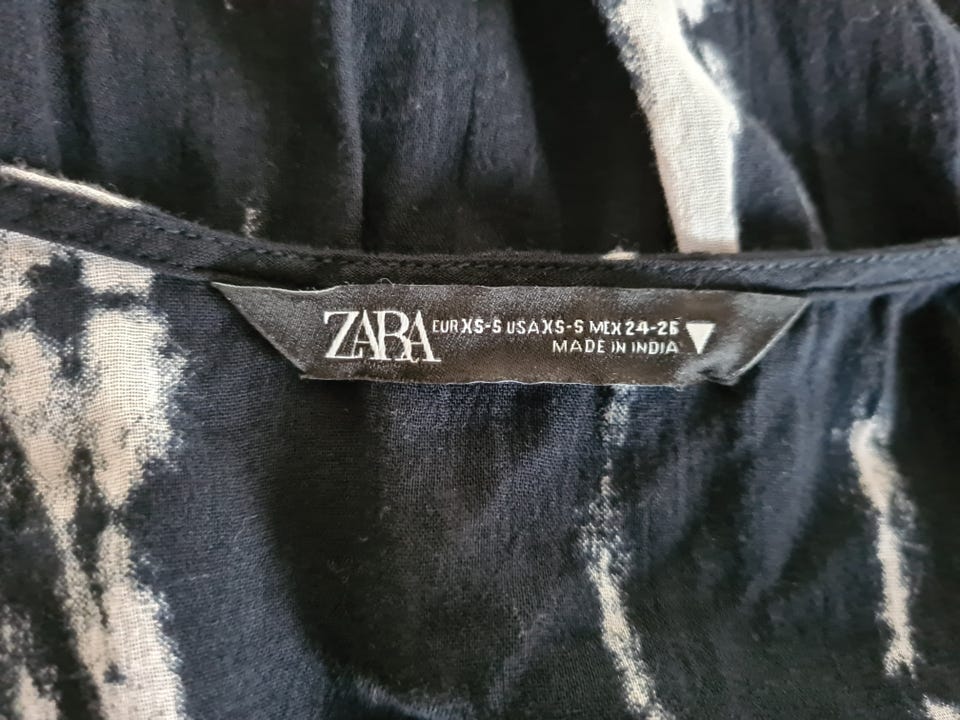 ZARA EUR XS-S USA XS-S MEX 24-26
MADE IN INDIA